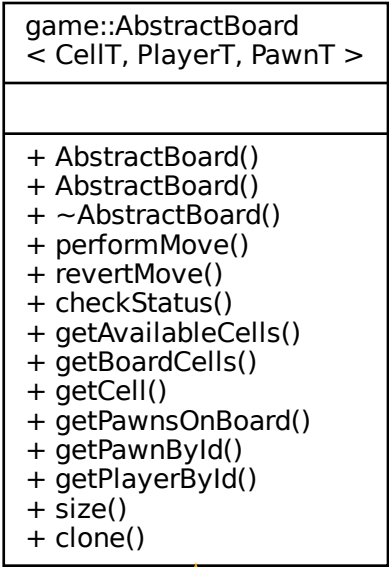 game::AbstractBoard
< CellT, PlayerT, PawnT >
+ AbstractBoard()
+ AbstractBoard()
+ ~AbstractBoard()
+ performMove()
+ revertMove()
+ checkStatus()
+ getAvailableCells()
+ getBoardCells()
+ getCell()
+ getPawnsOnBoard()
+ getPawnById()
+ getPlayerById()
+ size()
+ clone()